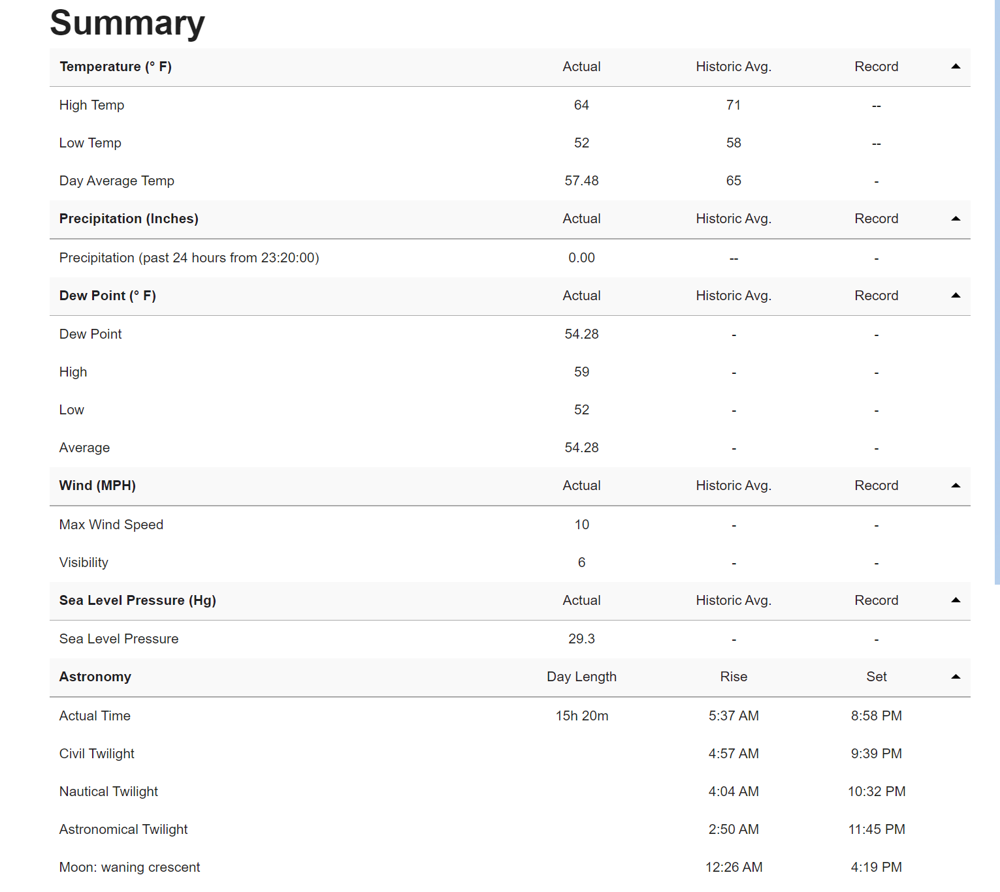 Summary
Temperature (° F) Actual Historic Avg. Record
High Temp 64 71 --
Low Temp 52 58 --
Day Average Temp 57.48 65 -
Precipitation (Inches) Actual Historic Avg. Record
Precipitation (past 24 hours from 23:20:00) 0.00 -- -
Dew Point (° F) Actual Historic Avg. Record
Dew Point 54.28 - -
High 59 - -
Low 52 - -
Average 54.28 - -
Wind (MPH) Actual Historic Avg. Record
Max Wind Speed 10 - -
Visibility 6 - -
Sea Level Pressure (Hg) Actual Historic Avg. Record
Sea Level Pressure 29.3 - -
Astronomy Day Length Rise Set
Actual Time 15h 20m 5:37 AM 8:58 PM
Civil Twilight 4:57 AM 9:39 PM
Nautical Twilight 4:04 AM 10:32 PM
Astronomical Twilight 2:50 AM 11:45 PM
Moon: waning crescent 12:26 AM 4:19 PM